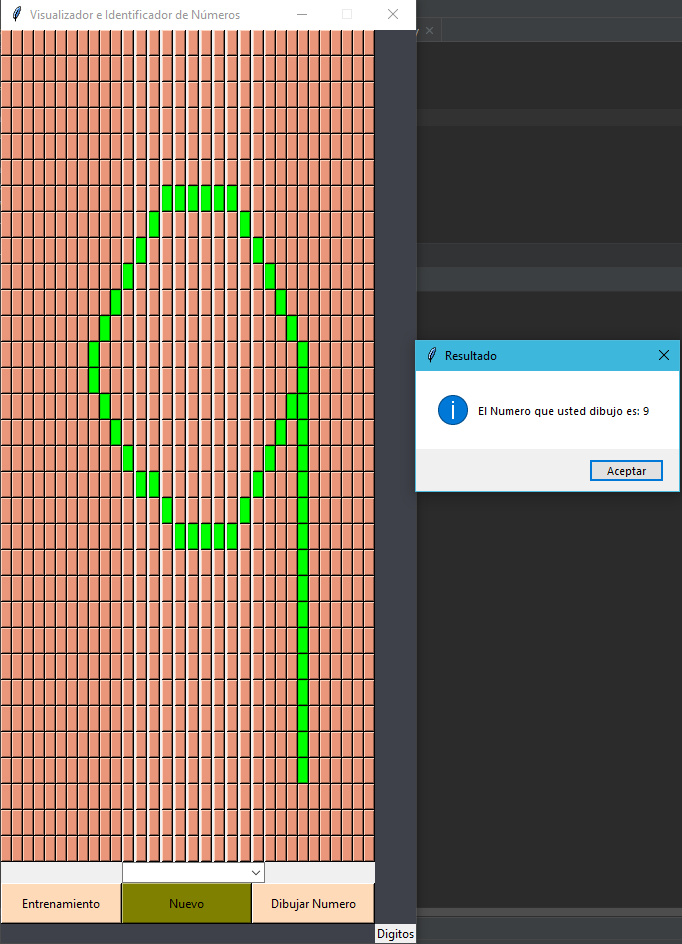 Visualizador e Identificador de Números
Resultado
El Numero que usted dibujo es: 9
Aceptar
Entrenamiento
Nuevo
Dibujar Numero
Digitos